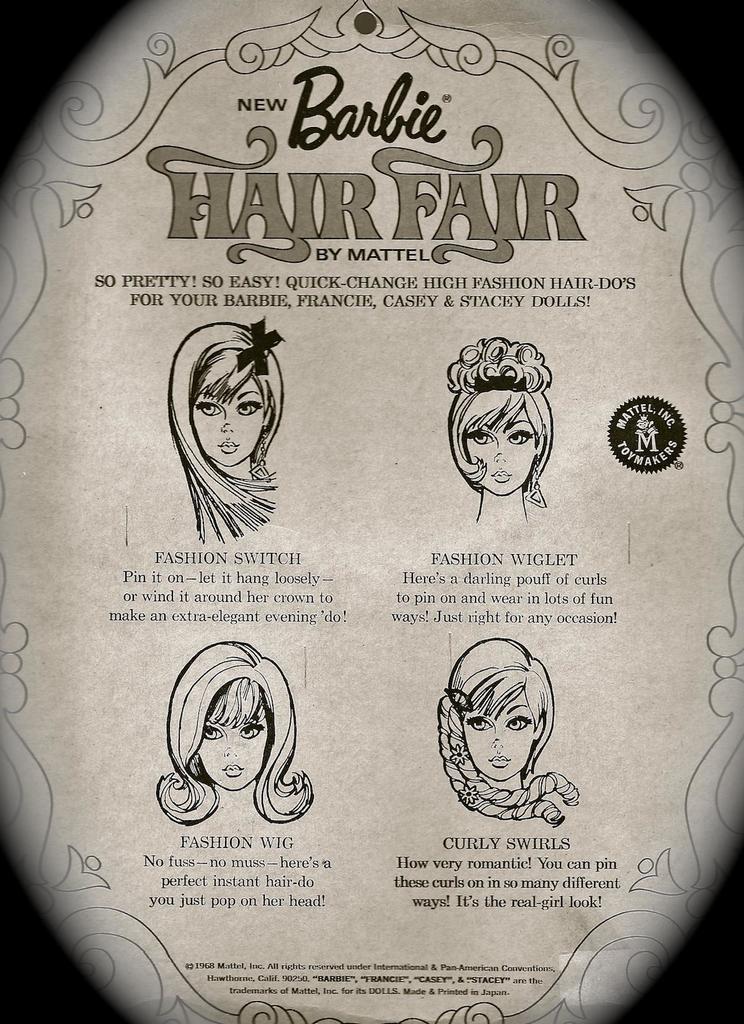 NEW Barbie®
HAIR FAIR
BY MATTEL
SO PRETTY! SO EASY! QUICK-CHANGE HIGH FASHION HAIR-DO'S
FOR YOUR BARBIE, FRANCIE, CASEY & STACEY DOLLS!
MATTEL, INC.
M
TOYMAKERS
®
FASHION SWITCH
Pin it on—let it hang loosely—
or wind it around her crown to
make an extra-elegant evening 'do!
FASHION WIGLET
Here's a darling pouff of curls
to pin on and wear in lots of fun
ways! Just right for any occasion!
FASHION WIG
No fuss—no muss—here's a
perfect instant hair-do
you just pop on her head!
CURLY SWIRLS
How very romantic! You can pin
these curls on in so many different
ways! It's the real-girl look!
©1968 Mattel, Inc. All rights reserved under International & Pan-American Conventions,
Hawthorne, Calif. 90250. "BARBIE", "FRANCIE", "CASEY", & "STACEY" are the
trademarks of Mattel, Inc. for its DOLLS. Made & Printed in Japan.